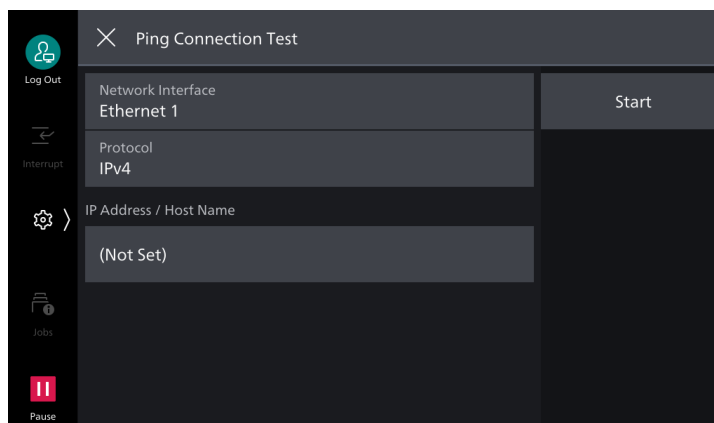 Ping Connection Test
Log Out
Interrupt
Jobs
Pause
Network Interface
Ethernet 1
Protocol
IPv4
IP Address / Host Name
(Not Set)
Start